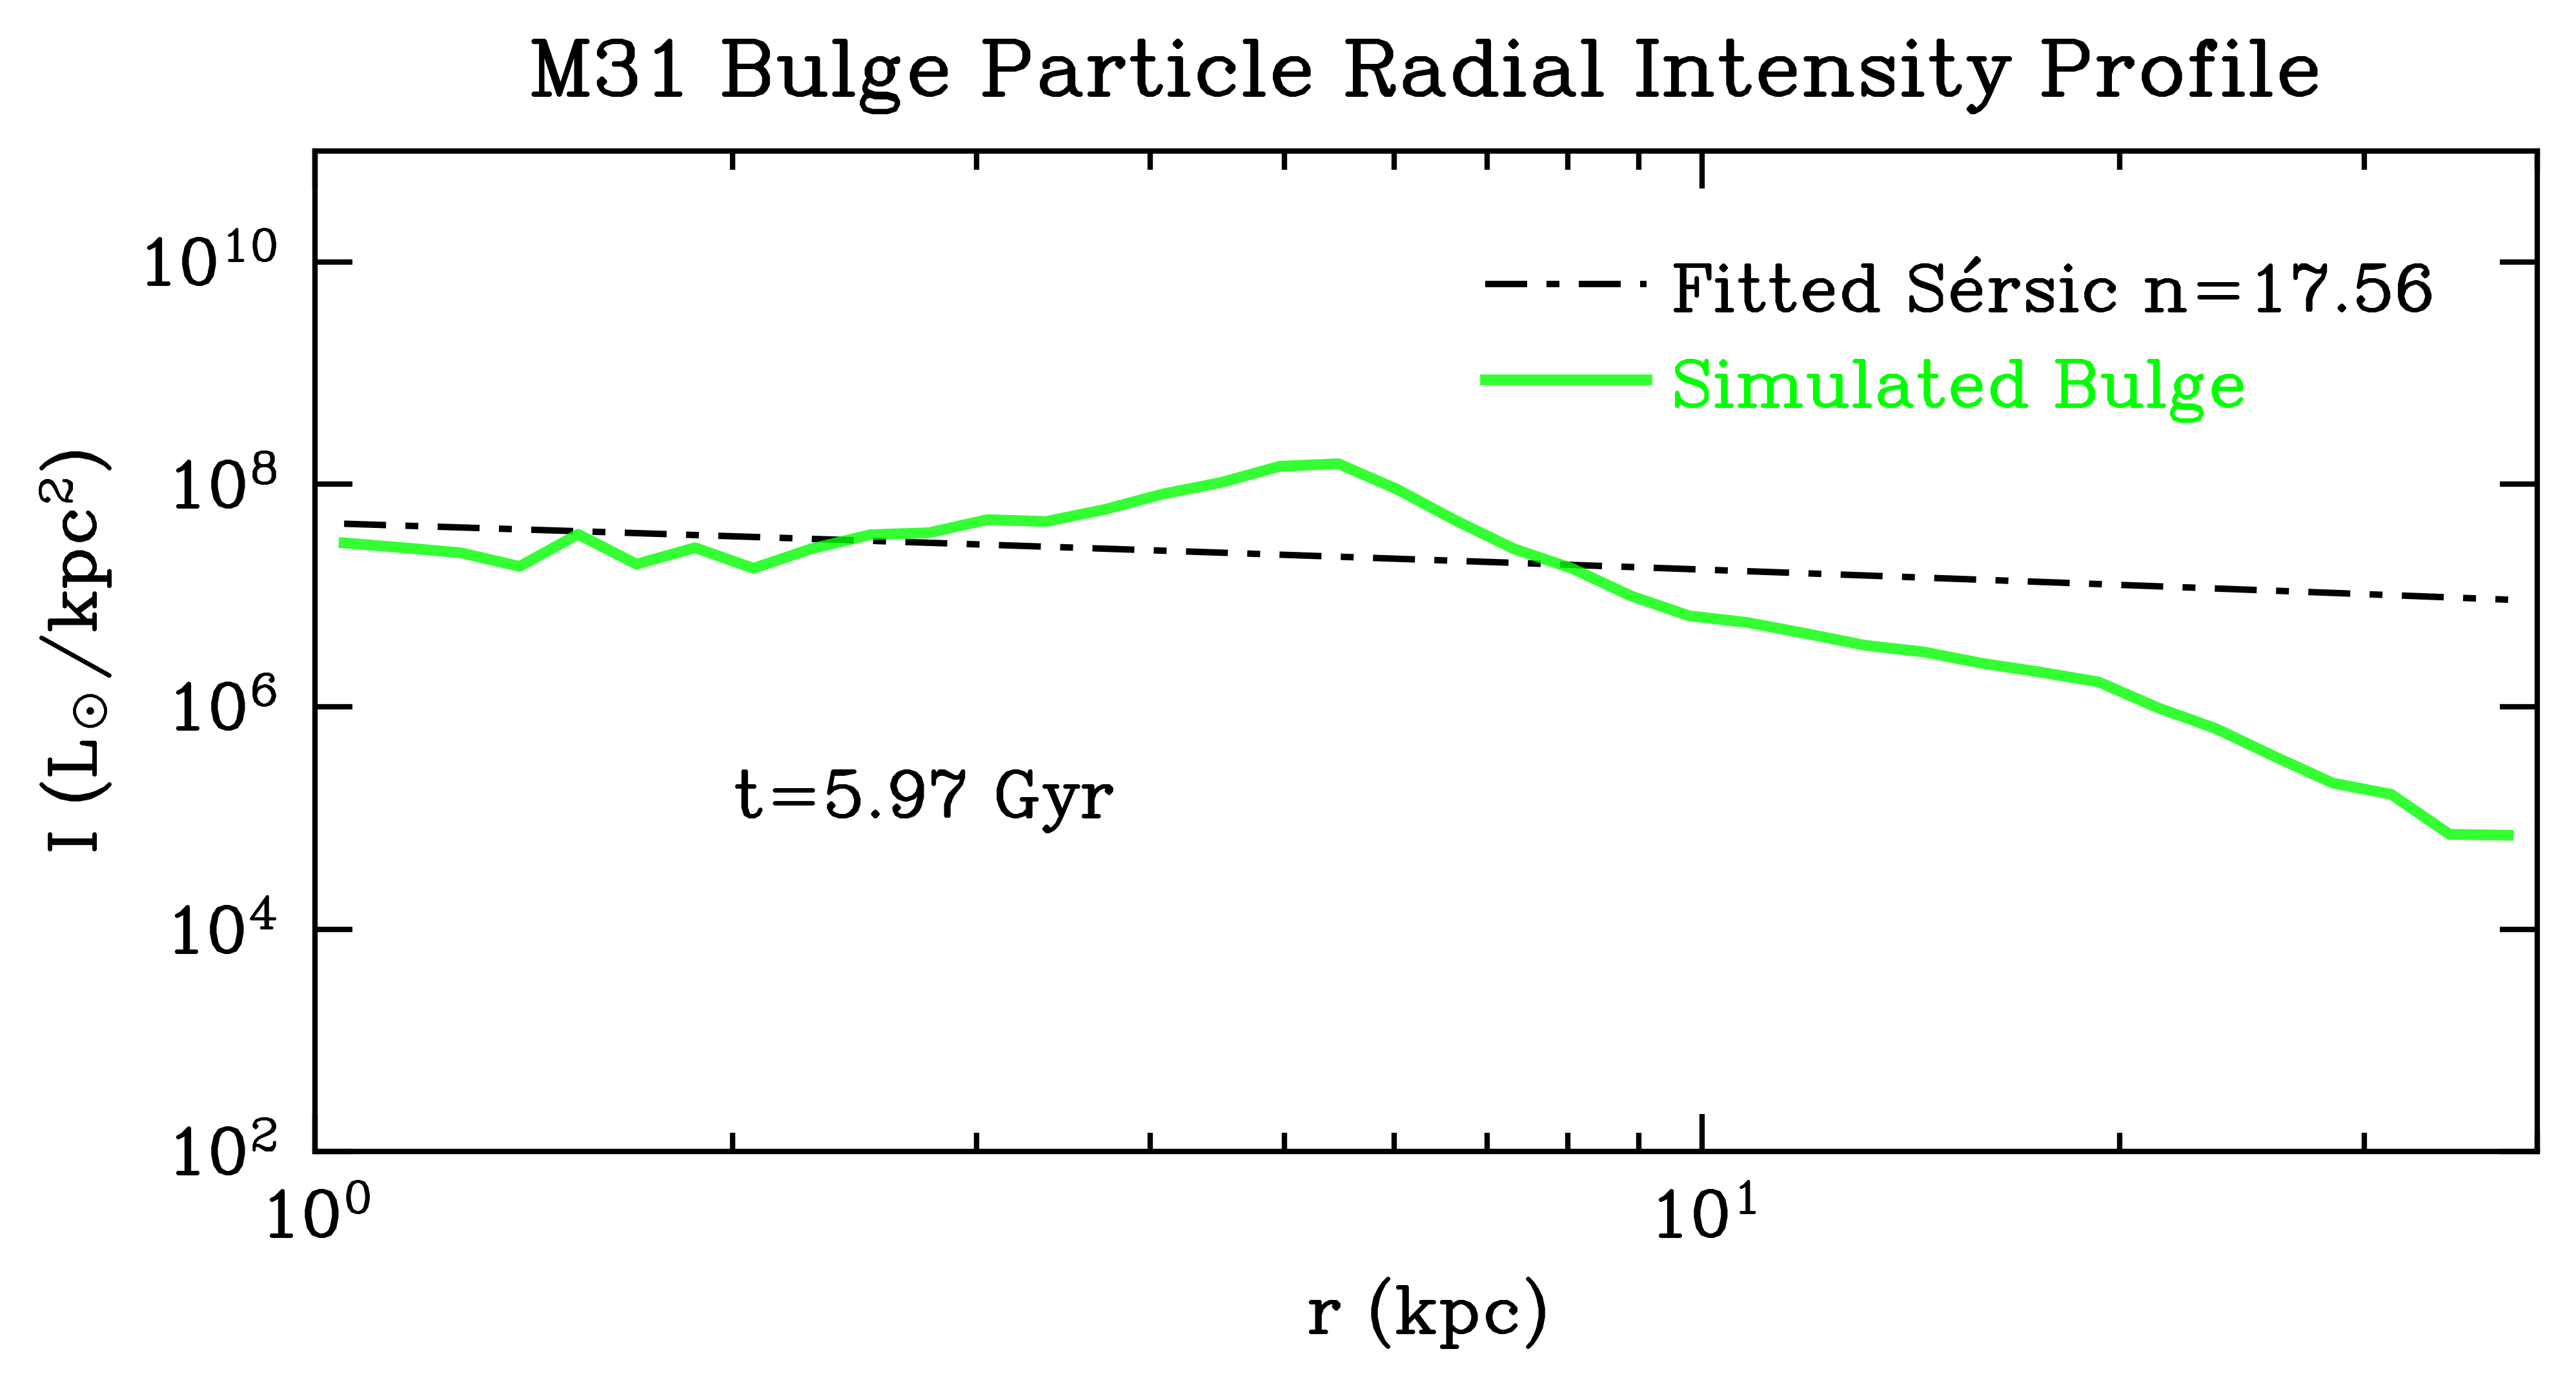 M31 Bulge Particle Radial Intensity Profile
10¹⁰
Fitted Sérsic n=17.56
Simulated Bulge
10⁸
I (L☉/kpc²)
10⁶
t=5.97 Gyr
10⁴
10²
10⁰
10¹
r (kpc)